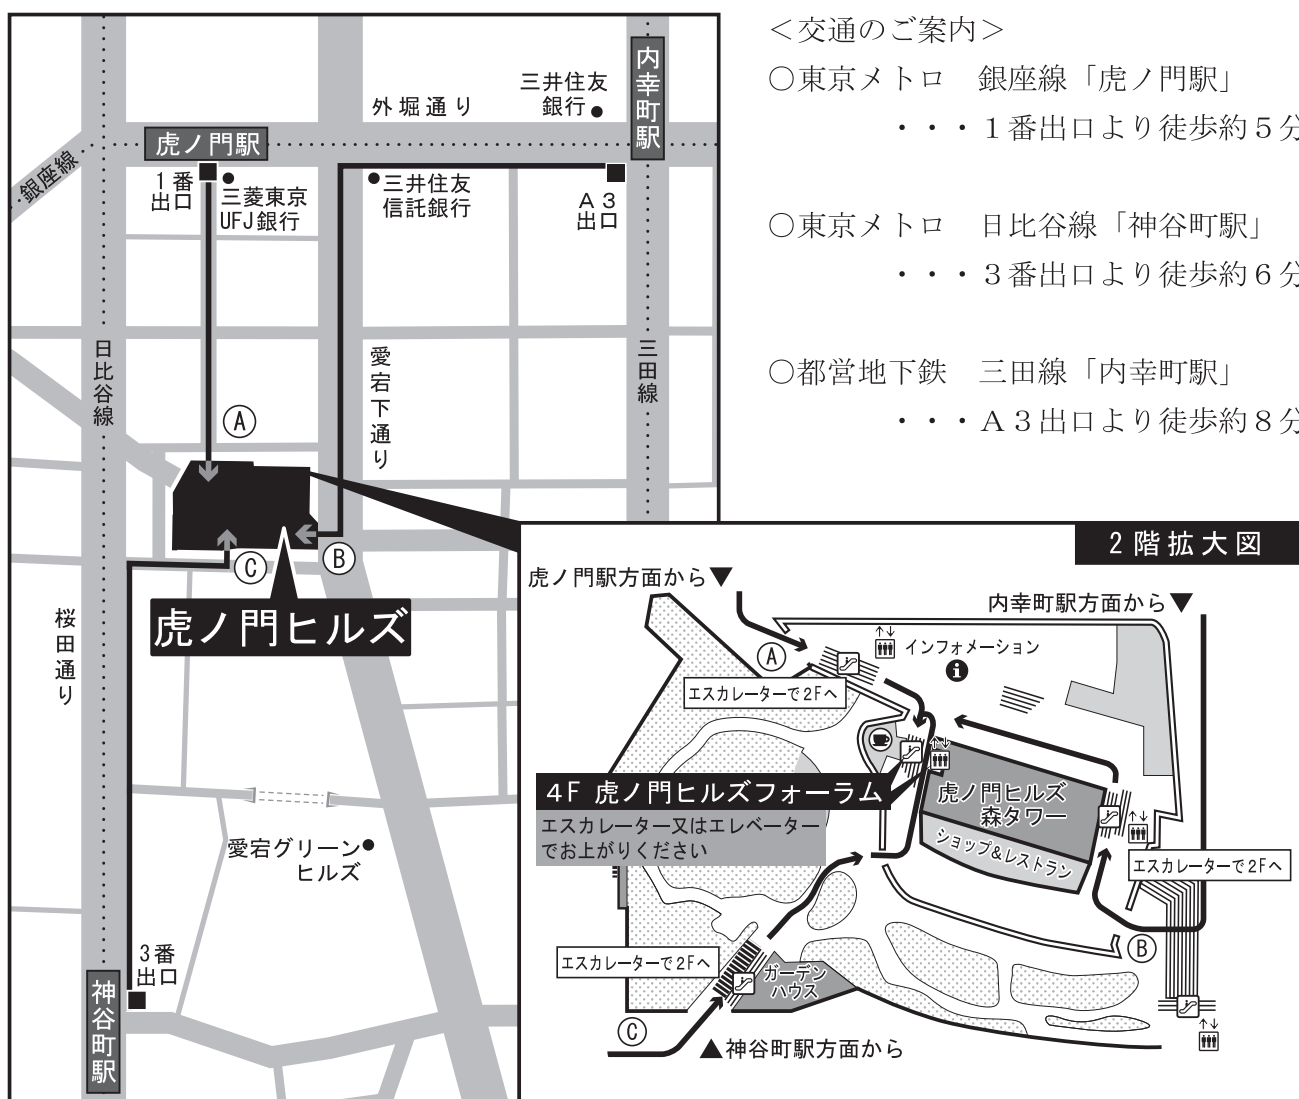 ＜交通のご案内＞
○東京メトロ　銀座線「虎ノ門駅」
・・・１番出口より徒歩約５分
○東京メトロ　日比谷線「神谷町駅」
・・・３番出口より徒歩約６分
○都営地下鉄　三田線「内幸町駅」
・・・Ａ３出口より徒歩約８分
内幸町駅
三井住友
銀行
外堀通り
虎ノ門駅
銀座線
1番
出口
三菱東京
UFJ銀行
三井住友
信託銀行
A3
出口
日比谷線
愛宕下通り
三田線
Ⓐ
Ⓑ
Ⓒ
虎ノ門ヒルズ
桜田通り
愛宕グリーン
ヒルズ
3番
出口
神谷町駅
2階拡大図
虎ノ門駅方面から▼
内幸町駅方面から▼
Ⓐ
インフォメーション
i
エスカレーターで2Fへ
4F 虎ノ門ヒルズフォーラム
エスカレーター又はエレベーター
でお上がりください
虎ノ門ヒルズ
森タワー
ショップ&レストラン
エスカレーターで2Fへ
Ⓑ
エスカレーターで2Fへ
ガーデン
ハウス
Ⓒ
▲神谷町駅方面から